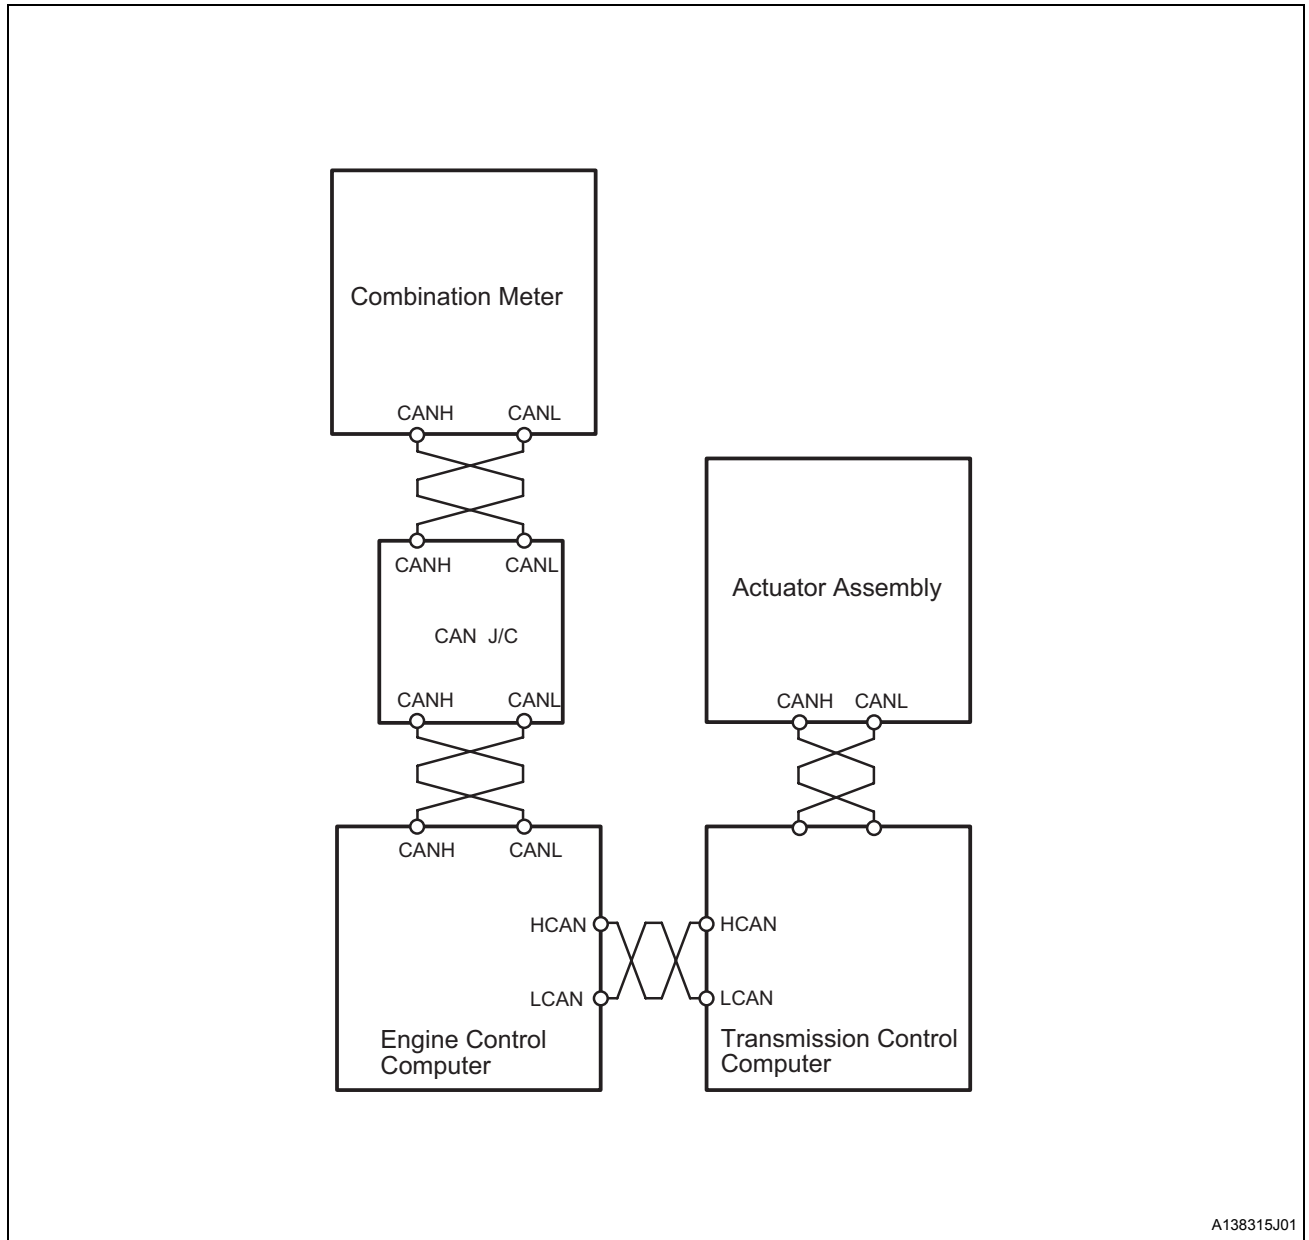 Combination Meter
CANH CANL
CANH CANL
CAN J/C
CANH CANL
CANH CANL
HCAN
LCAN
Engine Control
Computer
Actuator Assembly
CANH CANL
HCAN
LCAN
Transmission Control
Computer
A138315J01